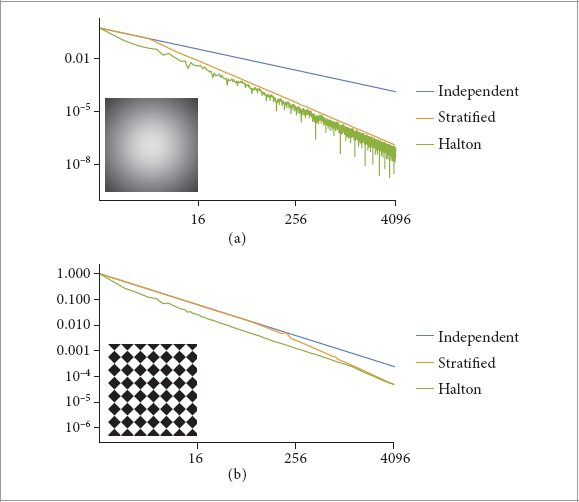 0.01
10-5
10-8
16
256
4096
Independent
Stratified
Halton
(a)
1.000
0.100
0.010
0.001
10-4
10-5
10-6
16
256
4096
Independent
Stratified
Halton
(b)